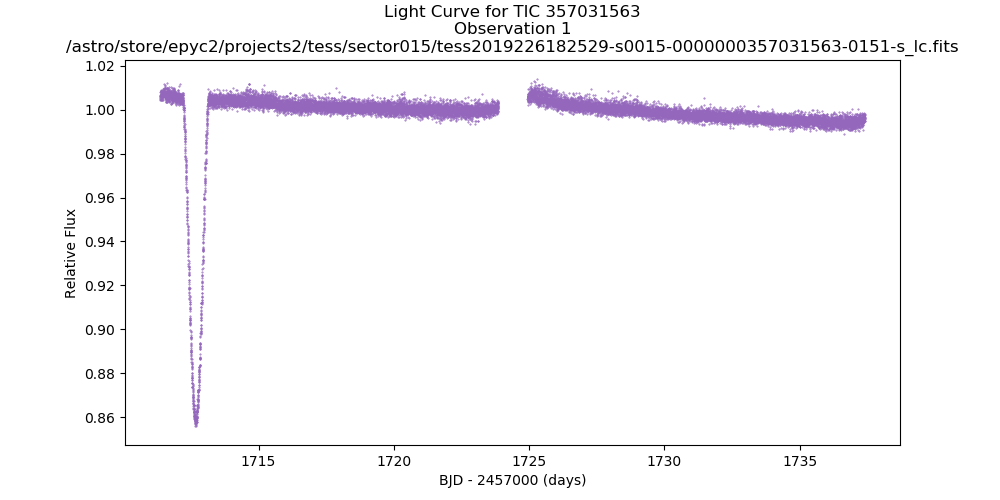 Light Curve for TIC 357031563
Observation 1
/astro/store/epyc2/projects2/tess/sector015/tess2019226182529-s0015-0000000357031563-0151-s_lc.fits
1.02
1.00
0.98
0.96
0.94
0.92
0.90
0.88
0.86
Relative Flux
1715
1720
1725
1730
1735
BJD - 2457000 (days)